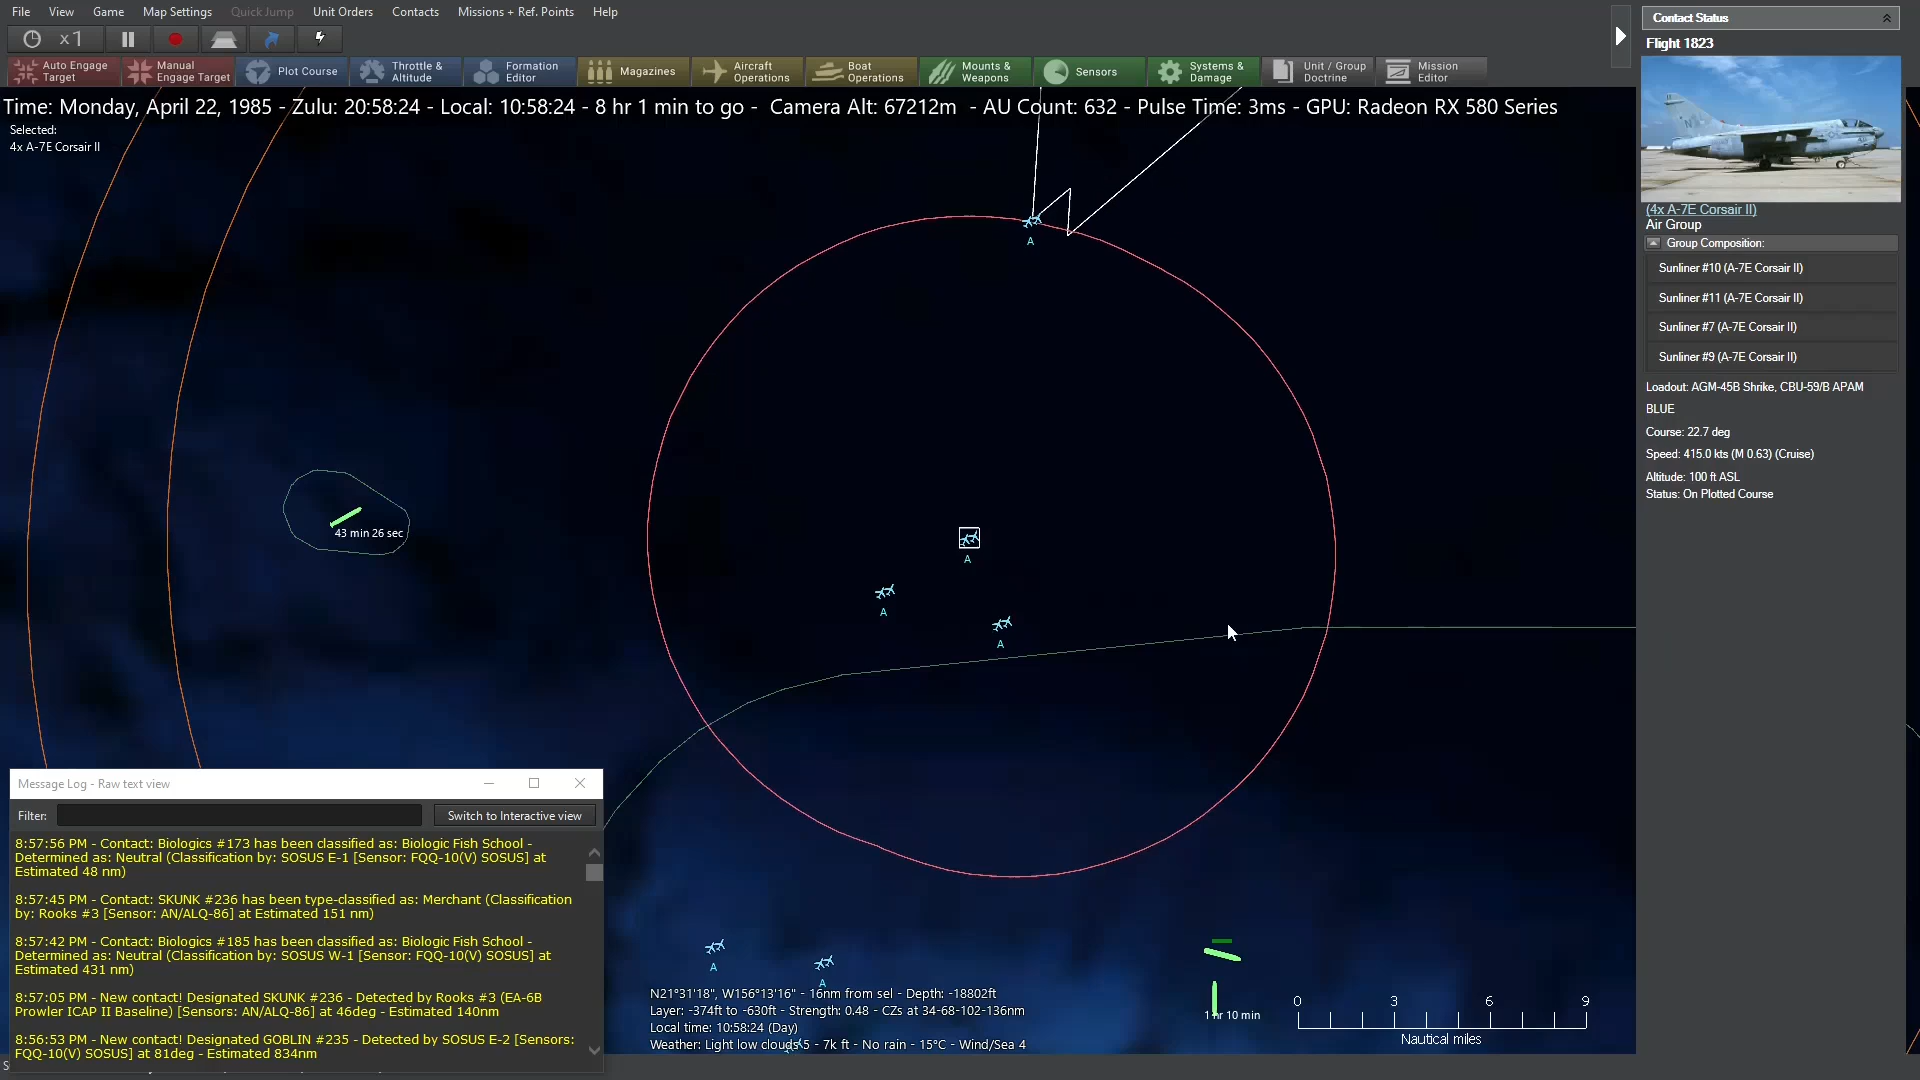 File View Game Map Settings Quick Jump Unit Orders Contacts Missions + Ref. Points Help
x1
Auto Engage Target
Manual Engage Target
Plot Course
Throttle & Altitude
Formation Editor
Magazines
Aircraft Operations
Boat Operations
Mounts & Weapons
Sensors
Systems & Damage
Unit / Group Doctrine
Mission Editor
Time: Monday, April 22, 1985 - Zulu: 20:58:24 - Local: 10:58:24 - 8 hr 1 min to go - Camera Alt: 67212m - AU Count: 632 - Pulse Time: 3ms - GPU: Radeon RX 580 Series
Selected:
4x A-7E Corsair II
A
43 min 26 sec
A
A
A
A
A
1 hr 10 min
N21°31'18", W156°13'16" - 16nm from sel - Depth: -18802ft
Layer: -374ft to -630ft - Strength: 0.48 - CZs at 34-68-102-136nm
Local time: 10:58:24 (Day)
Weather: Light low clouds 5 - 7k ft - No rain - 15°C - Wind/Sea 4
0 3 6 9
Nautical miles
Message Log - Raw text view
Filter:
Switch to Interactive view
8:57:56 PM - Contact: Biologics #173 has been classified as: Biologic Fish School -
Determined as: Neutral (Classification by: SOSUS E-1 [Sensor: FQQ-10(V) SOSUS] at
Estimated 48 nm)
8:57:45 PM - Contact: SKUNK #236 has been type-classified as: Merchant (Classification
by: Rooks #3 [Sensor: AN/ALQ-86] at Estimated 151 nm)
8:57:42 PM - Contact: Biologics #185 has been classified as: Biologic Fish School -
Determined as: Neutral (Classification by: SOSUS W-1 [Sensor: FQQ-10(V) SOSUS] at
Estimated 431 nm)
8:57:05 PM - New contact! Designated SKUNK #236 - Detected by Rooks #3 (EA-6B
Prowler ICAP II Baseline) [Sensors: AN/ALQ-86] at 46deg - Estimated 140nm
8:56:53 PM - New contact! Designated GOBLIN #235 - Detected by SOSUS E-2 [Sensors:
FQQ-10(V) SOSUS] at 81deg - Estimated 834nm
Contact Status
Flight 1823
(4x A-7E Corsair II)
Air Group
Group Composition:
Sunliner #10 (A-7E Corsair II)
Sunliner #11 (A-7E Corsair II)
Sunliner #7 (A-7E Corsair II)
Sunliner #9 (A-7E Corsair II)
Loadout: AGM-45B Shrike, CBU-59/B APAM
BLUE
Course: 22.7 deg
Speed: 415.0 kts (M 0.63) (Cruise)
Altitude: 100 ft ASL
Status: On Plotted Course